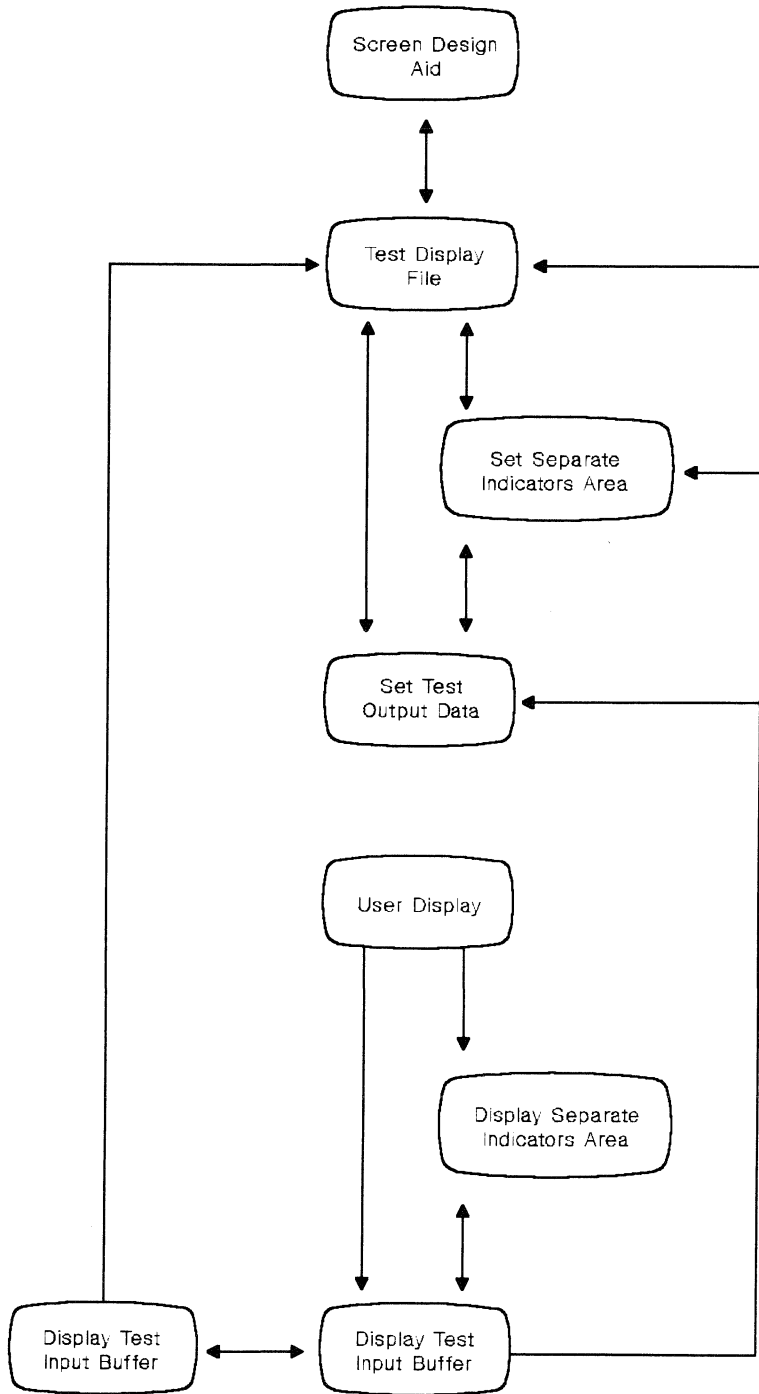 Screen Design
Aid
Test Display
File
Set Separate
Indicators Area
Set Test
Output Data
User Display
Display Separate
Indicators Area
Display Test
Input Buffer
Display Test
Input Buffer